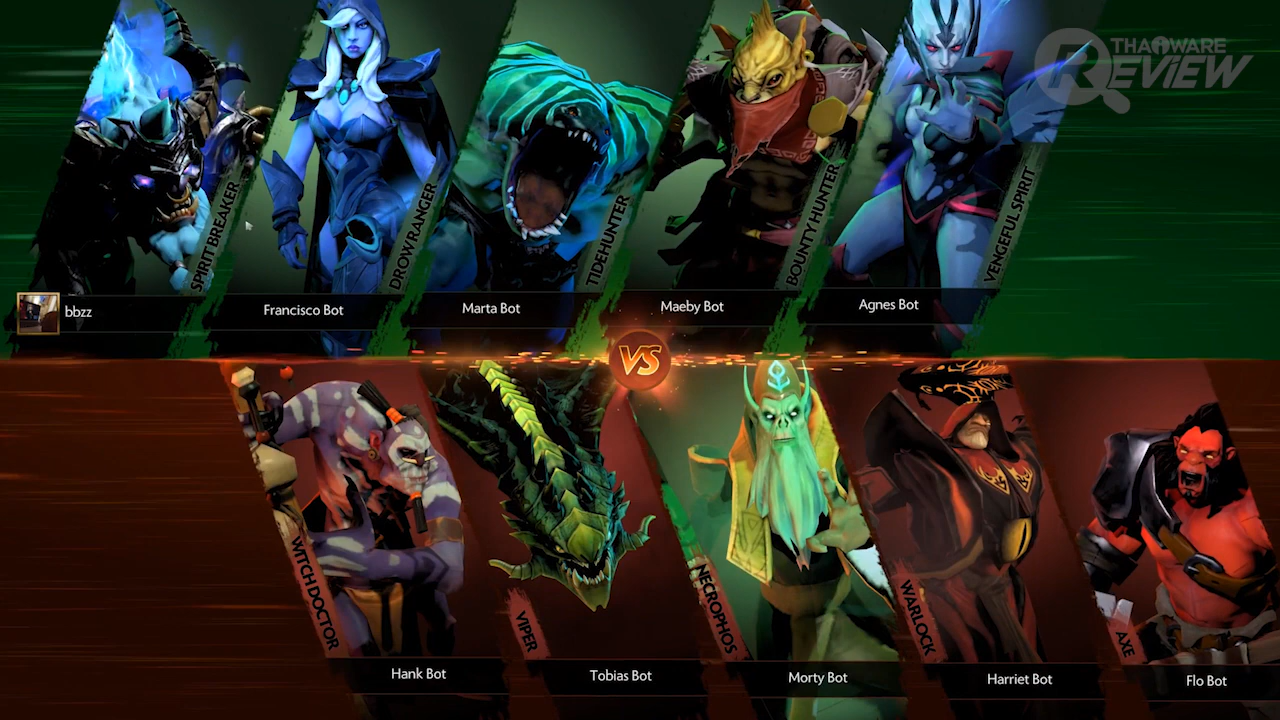 THAIWARE
REVIEW
SPIRIT BREAKER
DROW RANGER
TIDEHUNTER
BOUNTY HUNTER
VENGEFUL SPIRIT
bbzz
Francisco Bot
Marta Bot
Maeby Bot
Agnes Bot
VS
WITCH DOCTOR
VIPER
NECROPHOS
WARLOCK
AXE
Hank Bot
Tobias Bot
Morty Bot
Harriet Bot
Flo Bot